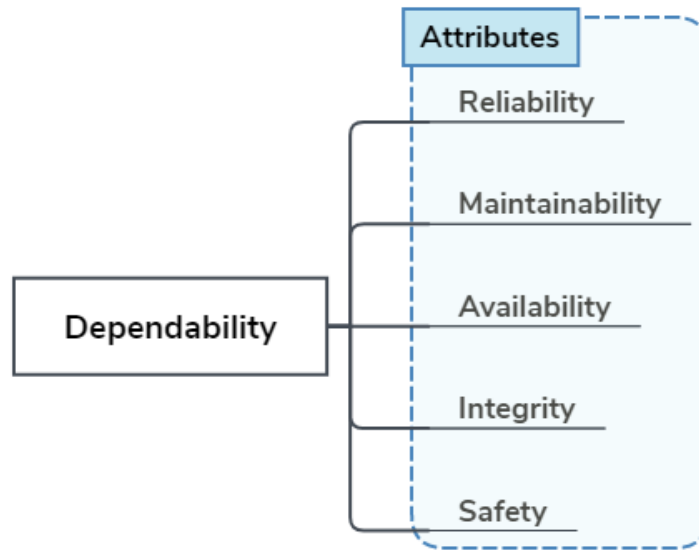 Attributes
Reliability
Maintainability
Dependability
Availability
Integrity
Safety